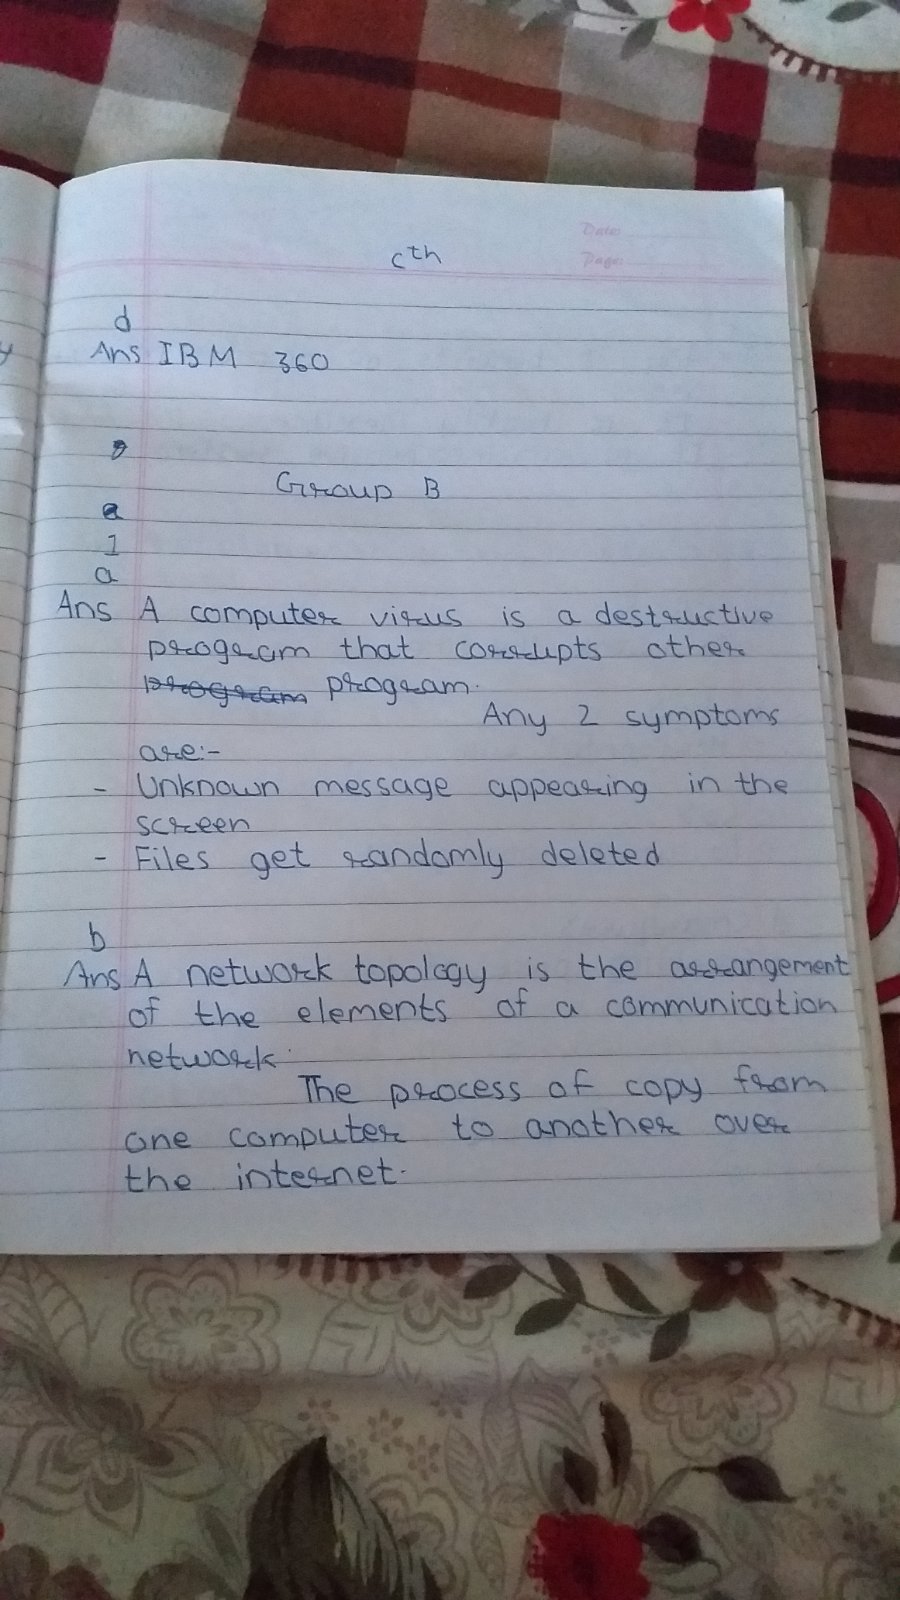 Date:
Page:
cth
d
Ans IBM 360
Group B
a
1
a
Ans A computer virus is a destructive
program that corrupts other
program program.
Any 2 symptoms
are:-
- Unknown message appearing in the
screen
- Files get randomly deleted
b
Ans A network topology is the arrangement
of the elements of a communication
network.
The process of copy from
one computer to another over
the internet.